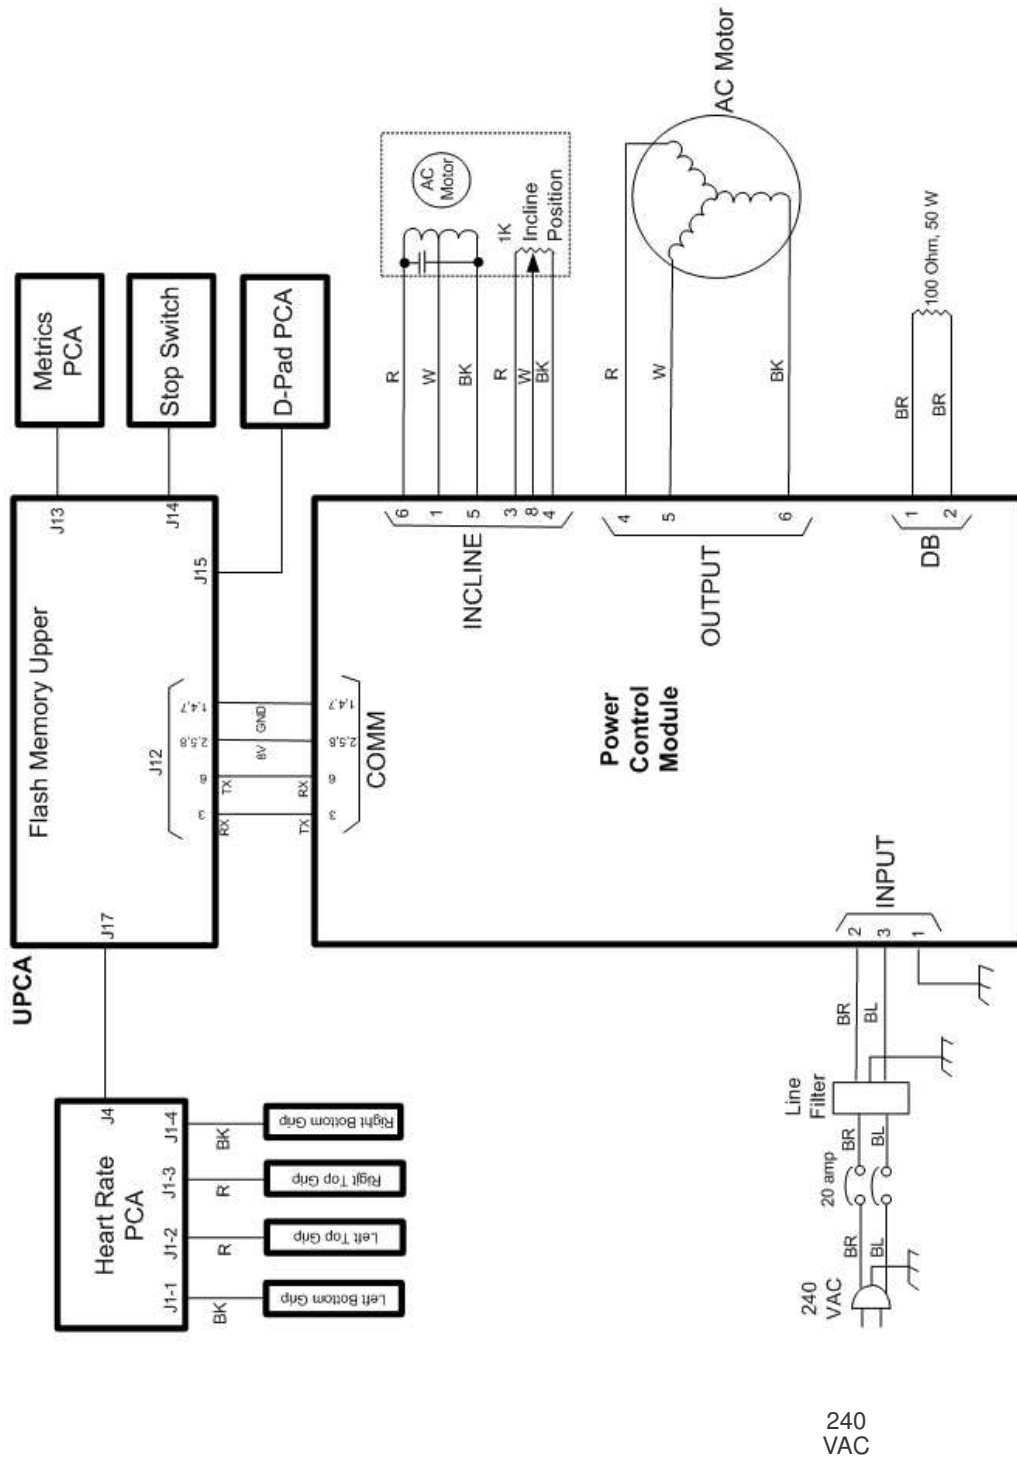 UPCA
Flash Memory Upper
J17
J12
J13
J14
J15
3
6
2,5,8
1,4,7
RX
TX
8V
GND
TX
RX
3
6
2,5,8
1,4,7
COMM
Metrics
PCA
Stop Switch
D-Pad PCA
Heart Rate
PCA
J4
J1-1
J1-2
J1-3
J1-4
BK
R
R
BK
Left Bottom Grip
Left Top Grip
Right Top Grip
Right Bottom Grip
Power
Control
Module
INCLINE
6
1
5
3
8
4
R
W
BK
R
W
BK
AC
Motor
1K
Incline
Position
OUTPUT
4
5
6
R
W
BK
AC Motor
DB
1
2
BR
BR
100 Ohm, 50 W
INPUT
2
3
1
BR
BL
Line
Filter
BR
BL
20 amp
BR
BL
240
VAC
240
VAC